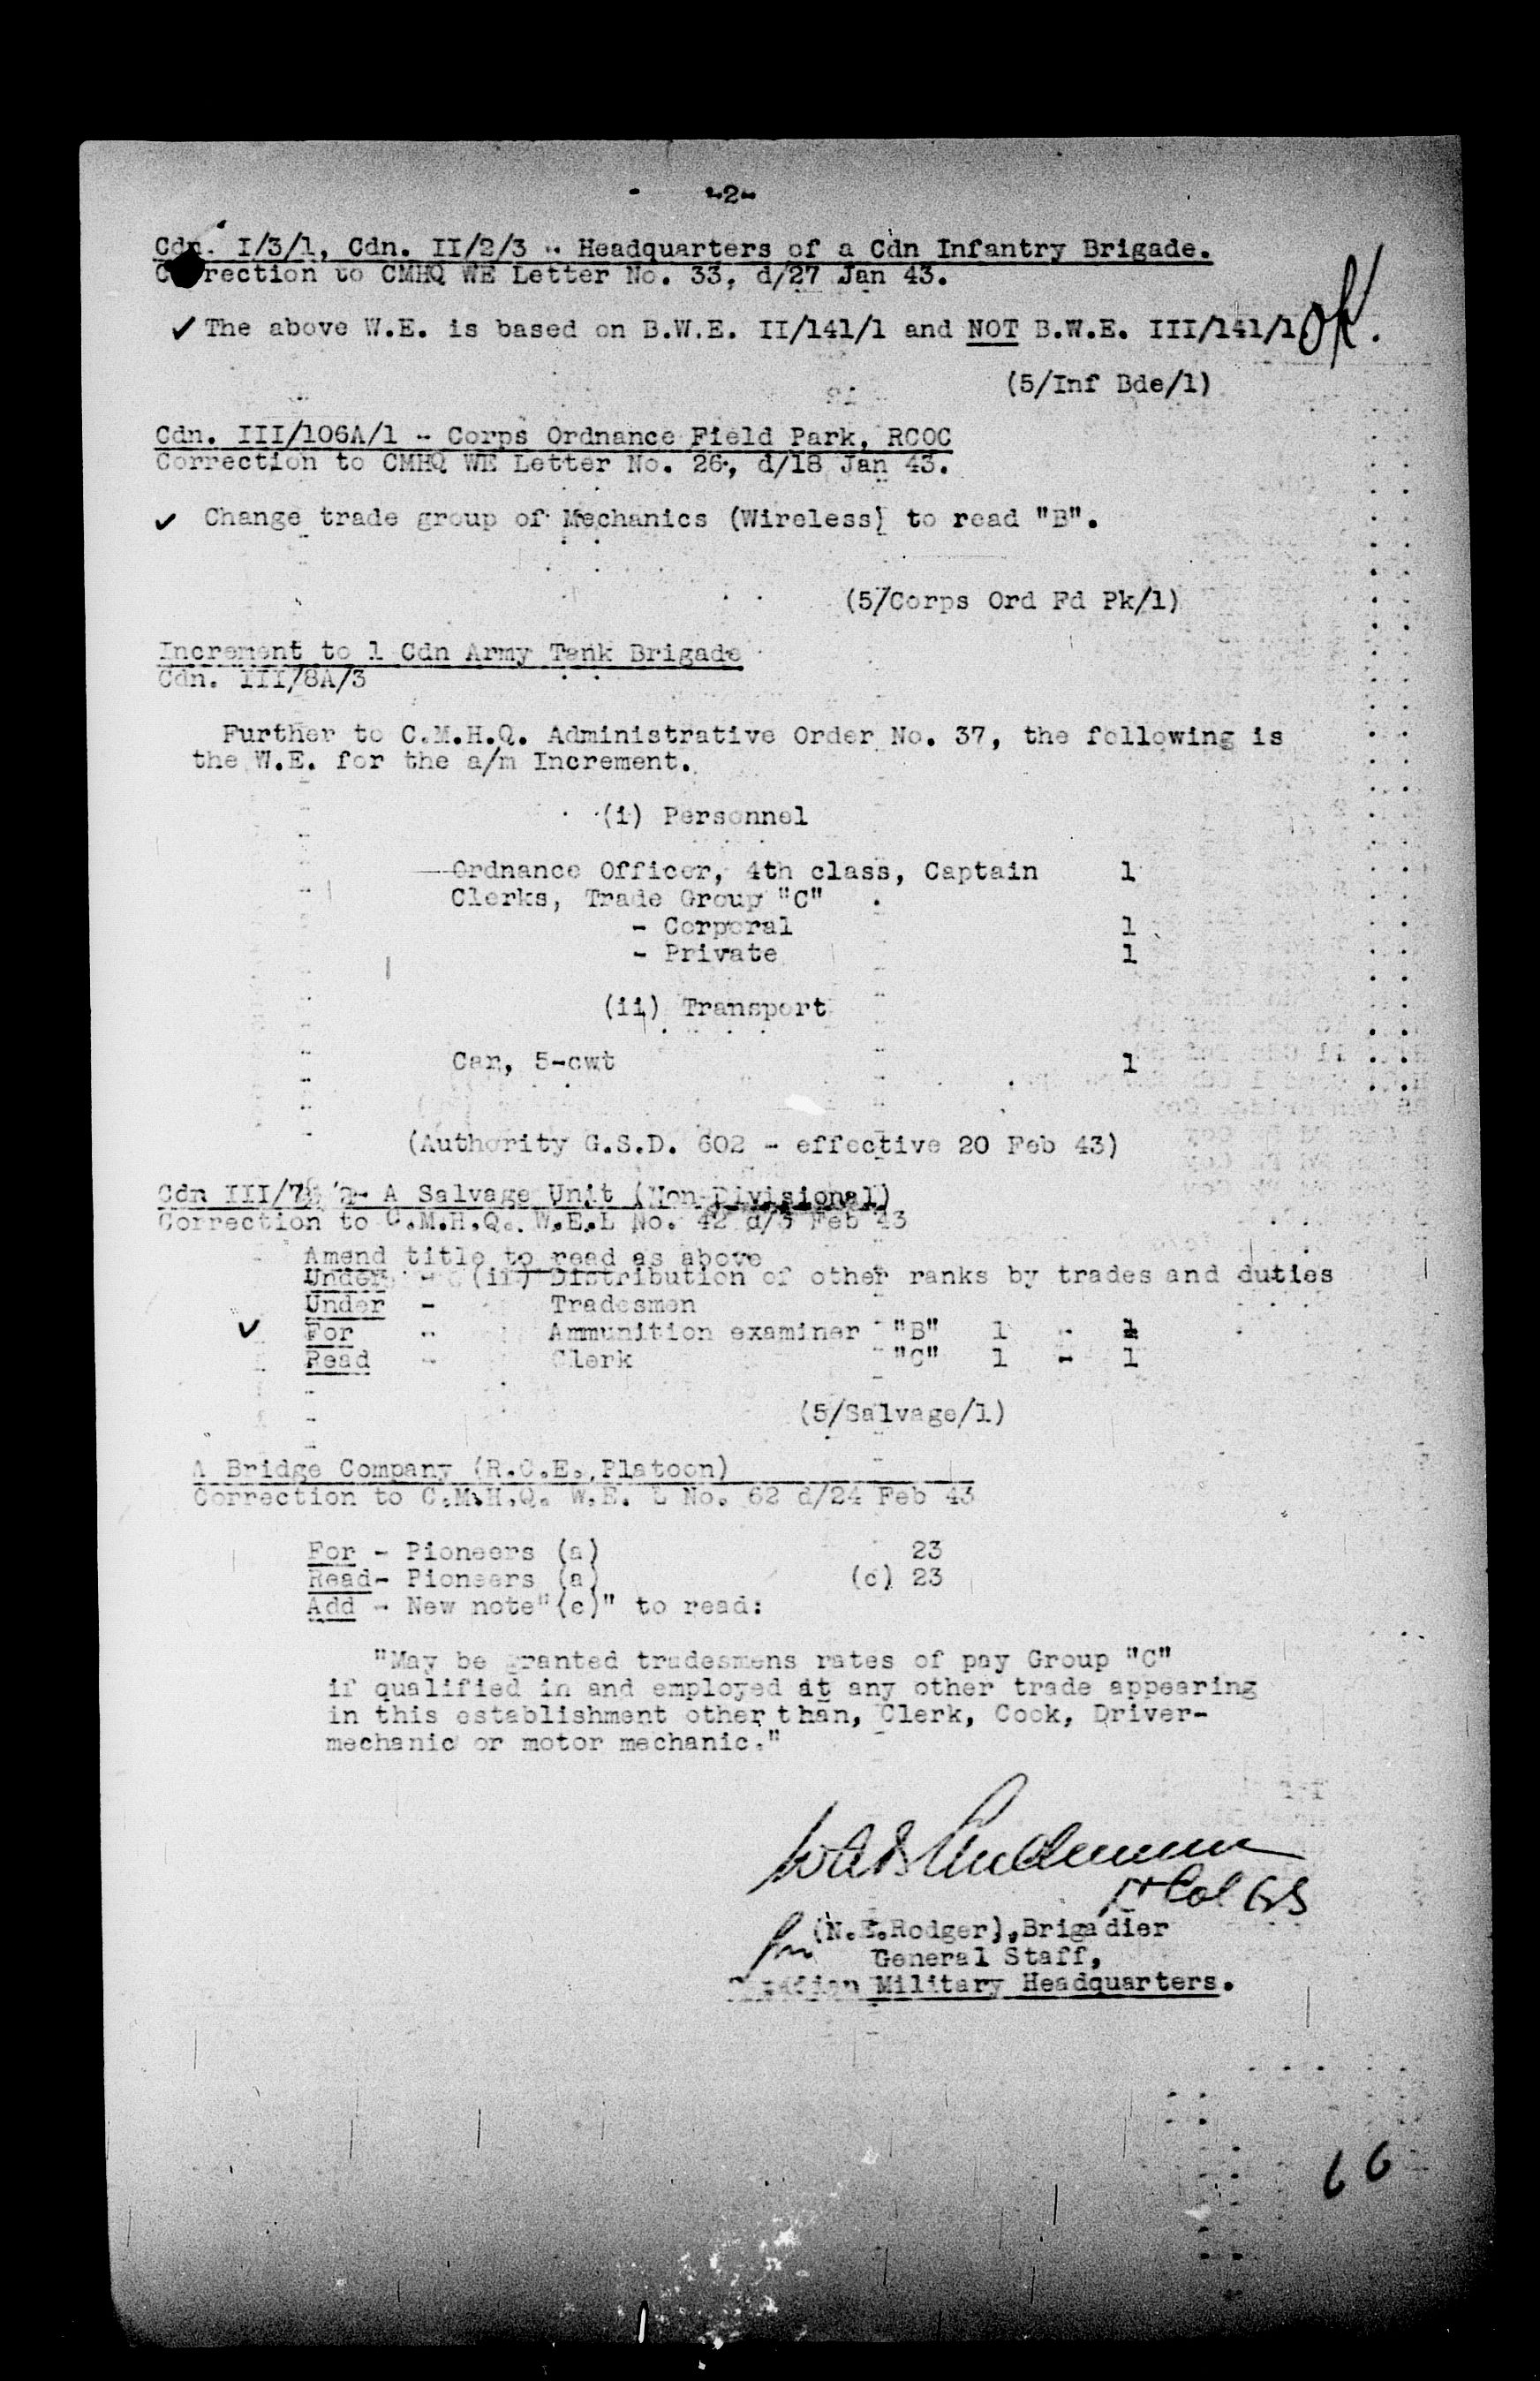 -2-
Cdn. I/3/1, Cdn. II/2/3 - Headquarters of a Cdn Infantry Brigade.
Correction to CMHQ WE Letter No. 33, d/27 Jan 43.
✓ The above W.E. is based on B.W.E. II/141/1 and NOT B.W.E. III/141/1 OK.
(5/Inf Bde/1)
Cdn. III/106A/1 - Corps Ordnance Field Park, RCOC
Correction to CMHQ WE Letter No. 26, d/18 Jan 43.
✓ Change trade group of Mechanics (Wireless) to read "B".
(5/Corps Ord Fd Pk/1)
Increment to 1 Cdn Army Tank Brigade
Cdn. III/8A/3
Further to C.M.H.Q. Administrative Order No. 37, the following is
the W.E. for the a/m Increment.
(i) Personnel
Ordnance Officer, 4th class, Captain 1
Clerks, Trade Group "C"
- Corporal 1
- Private 1
(ii) Transport
Car, 5-cwt 1
(Authority G.S.D. 602 - effective 20 Feb 43)
Cdn - A Salvage Unit (Non-Divisional)
Correction to C.M.H.Q. W.E.L No. 42 d/3 Feb 43
Amend title to read as above
Under - (ii) Distribution of other ranks by trades and duties
Under - Tradesmen
✓ For - Ammunition examiner "B" 1 - 1
Read - Clerk "C" 1 - 1
(5/Salvage/1)
A Bridge Company (R.C.E. Platoon)
Correction to C.M.H.Q. W.E. L No. 62 d/24 Feb 43
For - Pioneers (a) 23
Read- Pioneers (a) (c) 23
Add - New note "(c)" to read:
"May be granted tradesmens rates of pay Group "C"
if qualified in and employed at any other trade appearing
in this establishment other than, Clerk, Cook, Driver-
mechanic or motor mechanic."
Lt Col GS
for (N.E.Rodger), Brigadier
General Staff,
Canadian Military Headquarters.
66